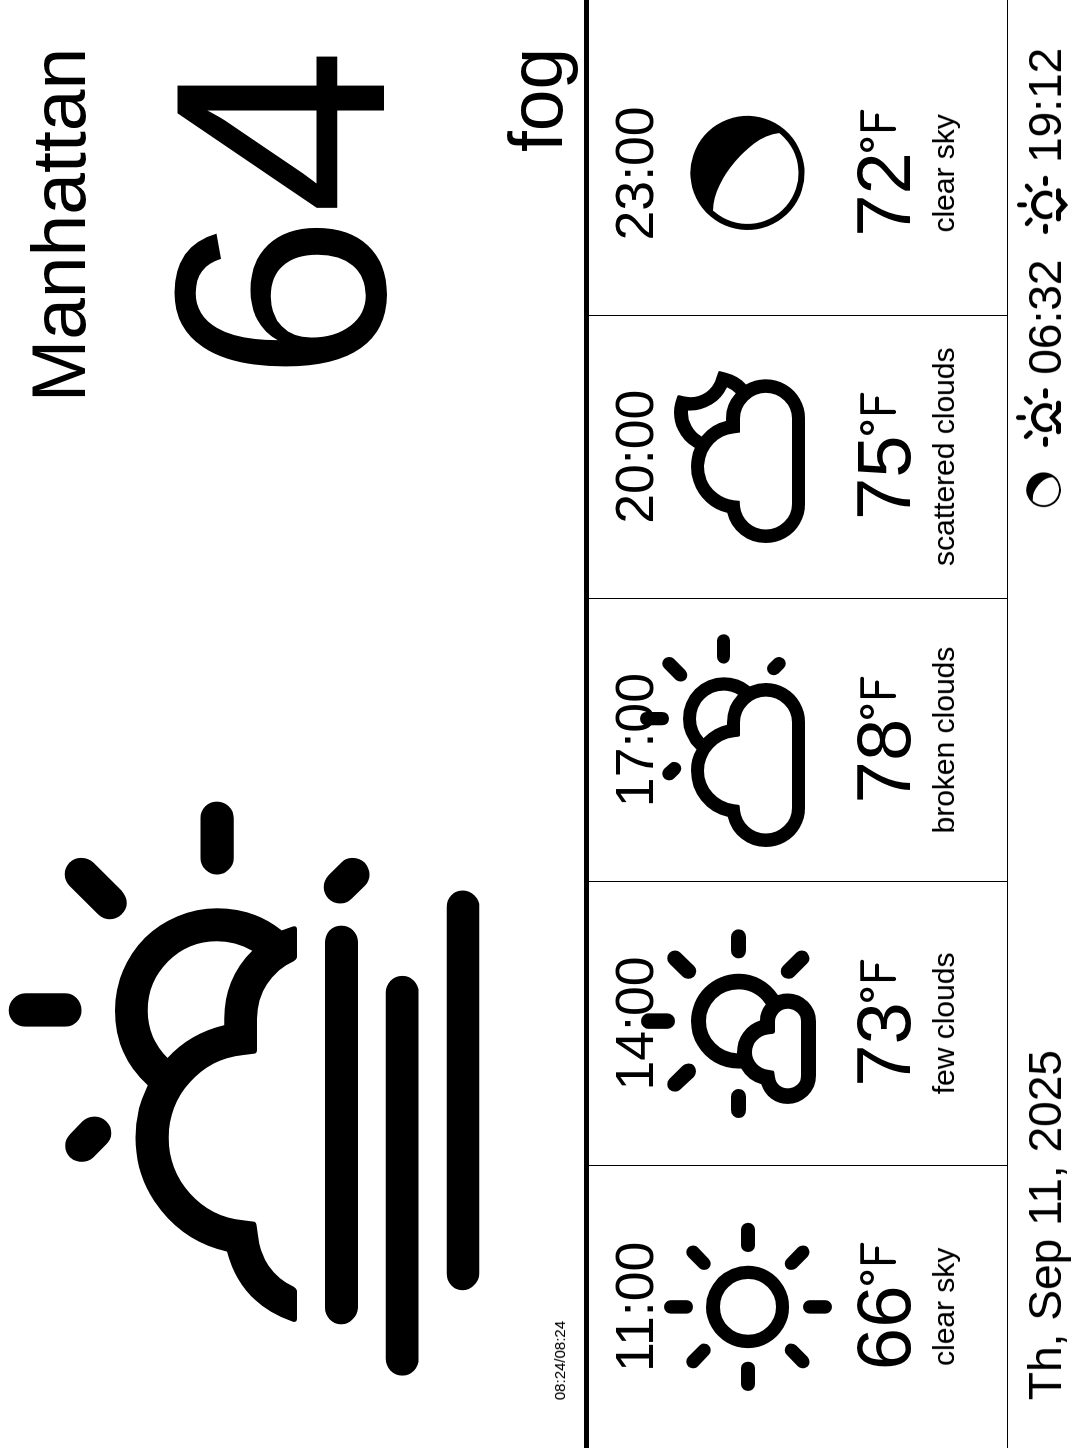 Manhattan
64
fog
08:24/08:24
11:00
66°F
clear sky
14:00
73°F
few clouds
17:00
78°F
broken clouds
20:00
75°F
scattered clouds
23:00
72°F
clear sky
Th, Sep 11, 2025
06:32
19:12